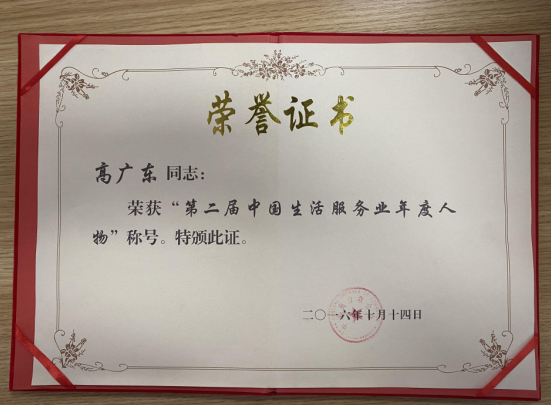 荣誉证书
高广东 同志：
荣获“第二届中国生活服务业年度人
物”称号。特颁此证。
二〇一六年十月十四日